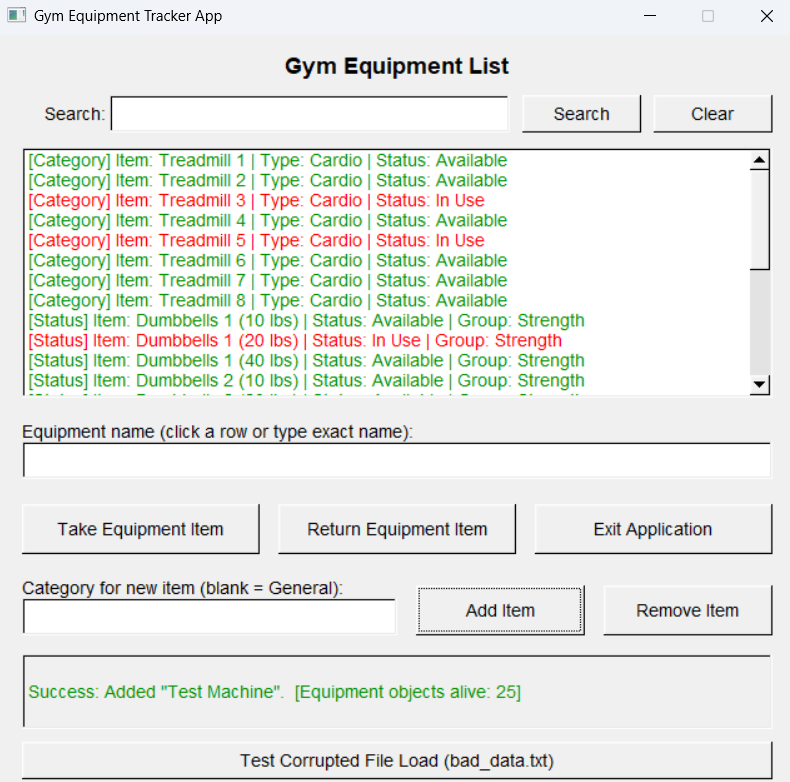 Gym Equipment Tracker App
Gym Equipment List
Search:
Search
Clear
[Category] Item: Treadmill 1 | Type: Cardio | Status: Available
[Category] Item: Treadmill 2 | Type: Cardio | Status: Available
[Category] Item: Treadmill 3 | Type: Cardio | Status: In Use
[Category] Item: Treadmill 4 | Type: Cardio | Status: Available
[Category] Item: Treadmill 5 | Type: Cardio | Status: In Use
[Category] Item: Treadmill 6 | Type: Cardio | Status: Available
[Category] Item: Treadmill 7 | Type: Cardio | Status: Available
[Category] Item: Treadmill 8 | Type: Cardio | Status: Available
[Status] Item: Dumbbells 1 (10 lbs) | Status: Available | Group: Strength
[Status] Item: Dumbbells 1 (20 lbs) | Status: In Use | Group: Strength
[Status] Item: Dumbbells 1 (40 lbs) | Status: Available | Group: Strength
[Status] Item: Dumbbells 2 (10 lbs) | Status: Available | Group: Strength
Equipment name (click a row or type exact name):
Take Equipment Item
Return Equipment Item
Exit Application
Category for new item (blank = General):
Add Item
Remove Item
Success: Added "Test Machine".  [Equipment objects alive: 25]
Test Corrupted File Load (bad_data.txt)